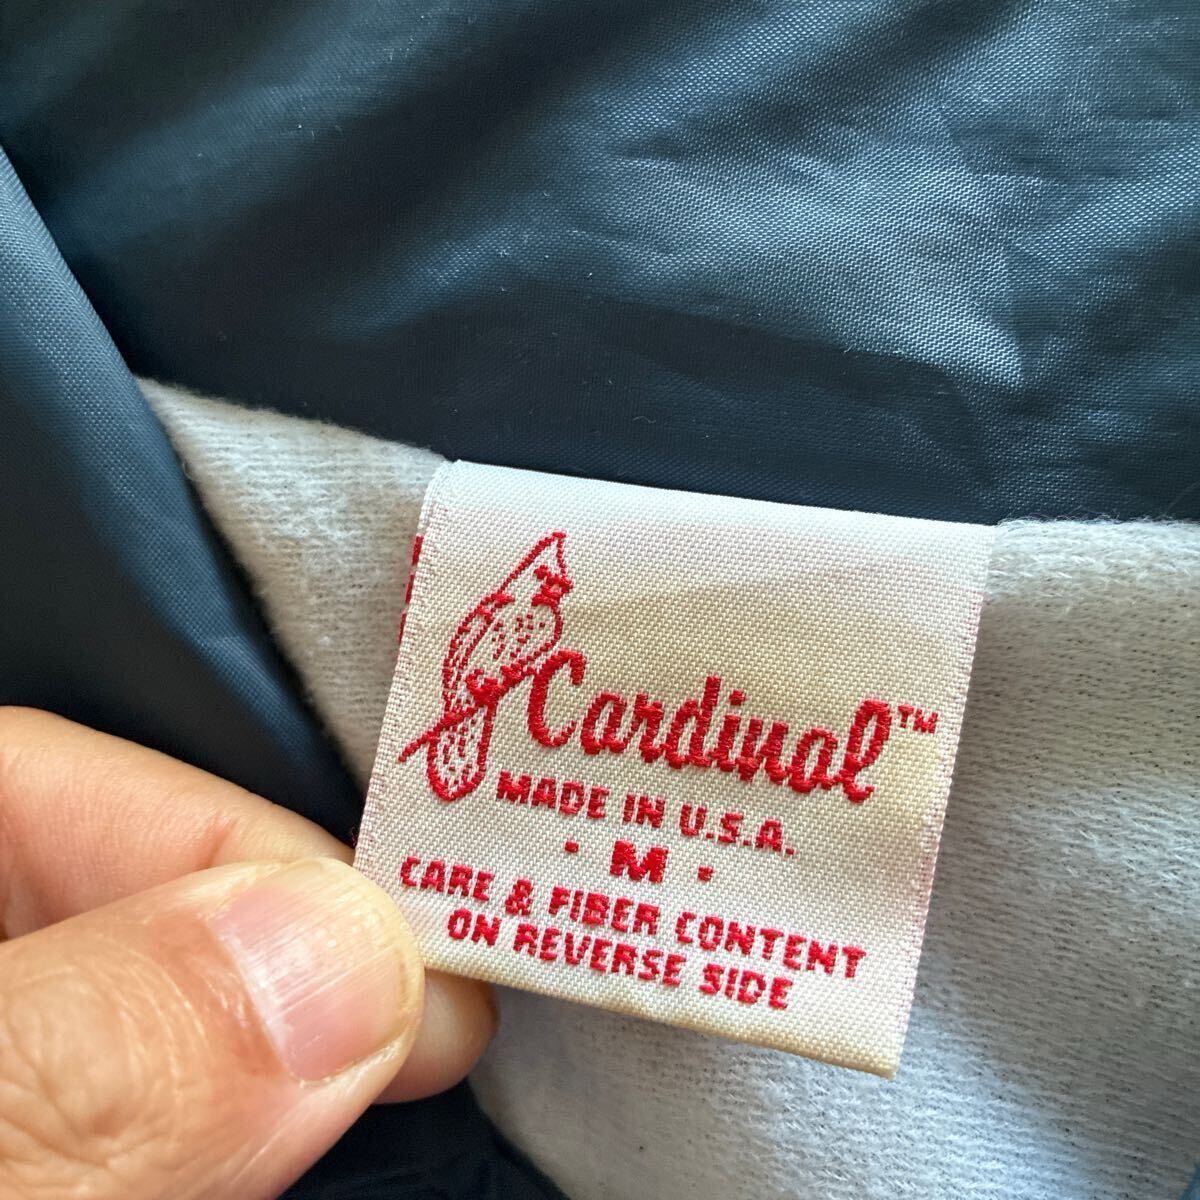 Cardinal™
MADE IN U.S.A.
· M ·
CARE & FIBER CONTENT
ON REVERSE SIDE